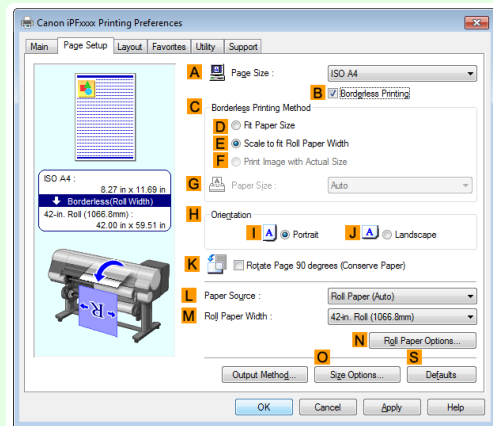 Canon iPFxxxx Printing Preferences
Main Page Setup Layout Favorites Utility Support
A Page Size : ISO A4
B Borderless Printing
C Borderless Printing Method
D Fit Paper Size
E Scale to fit Roll Paper Width
F Print Image with Actual Size
ISO A4 :
8.27 in x 11.69 in
Borderless(Roll Width)
42-in. Roll (1066.8mm) :
42.00 in x 59.51 in
G Paper Size : Auto
H Orientation
I A Portrait J A Landscape
R
K Rotate Page 90 degrees (Conserve Paper)
L Paper Source : Roll Paper (Auto)
M Roll Paper Width : 42-in. Roll (1066.8mm)
N Roll Paper Options...
O S
Output Method... Size Options... Defaults
OK Cancel Apply Help